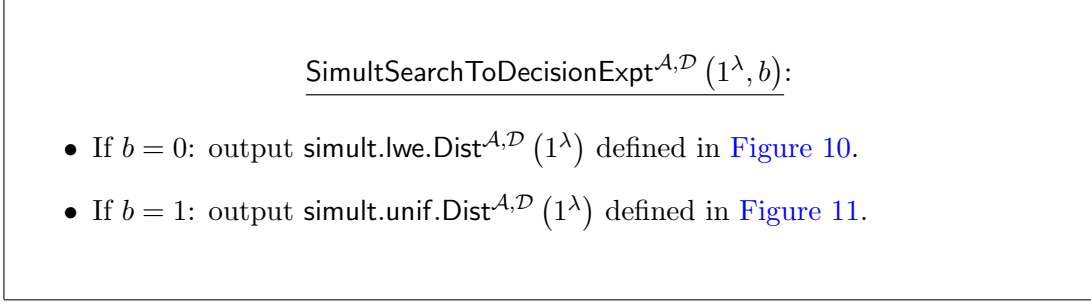 SimultSearchToDecisionExpt^{𝒜,𝒟} (1^λ, b):
• If b = 0: output simult.lwe.Dist^{𝒜,𝒟} (1^λ) defined in Figure 10.
• If b = 1: output simult.unif.Dist^{𝒜,𝒟} (1^λ) defined in Figure 11.